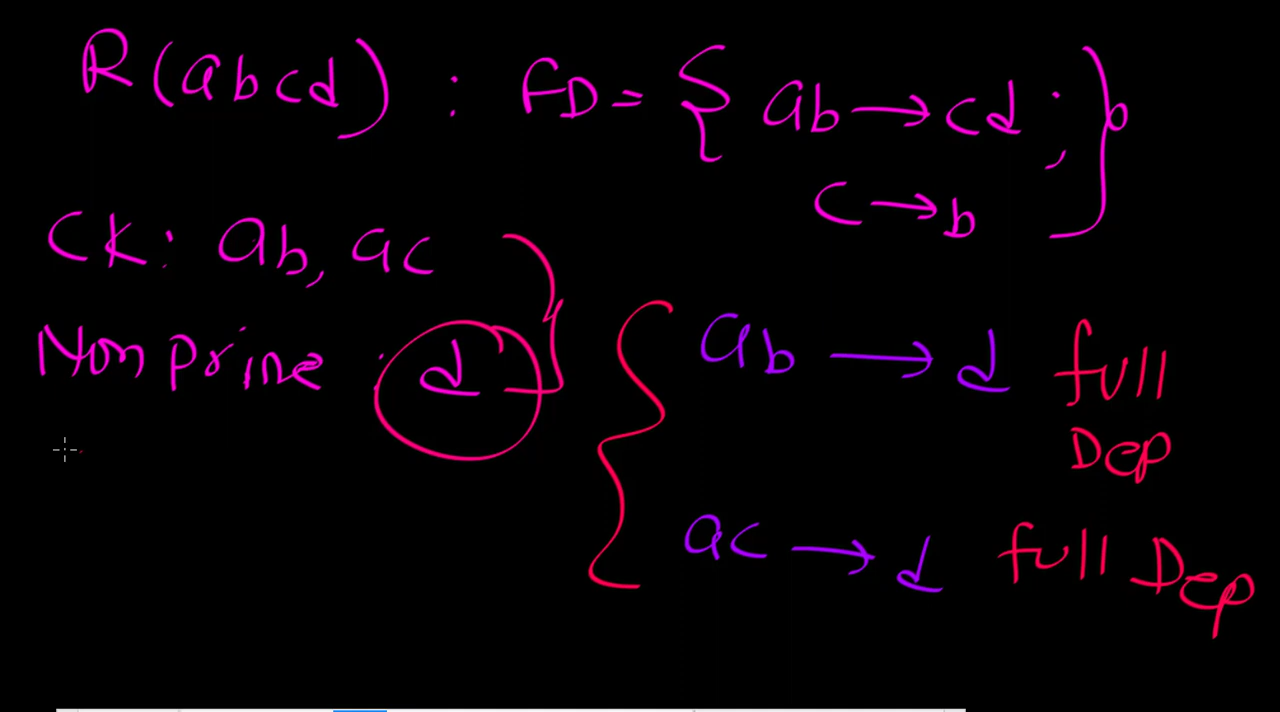 R(abcd) : FD = { ab → cd ; } b
c → b
CK: ab, ac
Non Prime : d
ab → d full
Dep
ac → d full Dep